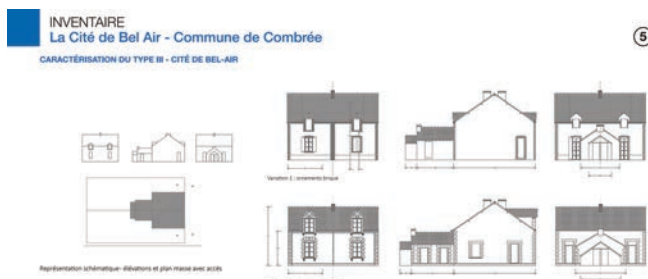 INVENTAIRE
La Cité de Bel Air - Commune de Combrée
5
CARACTÉRISATION DU TYPE III - CITÉ DE BEL-AIR
Variation 1 : ornements brique
Représentation schématique- élévations et plan masse avec accès